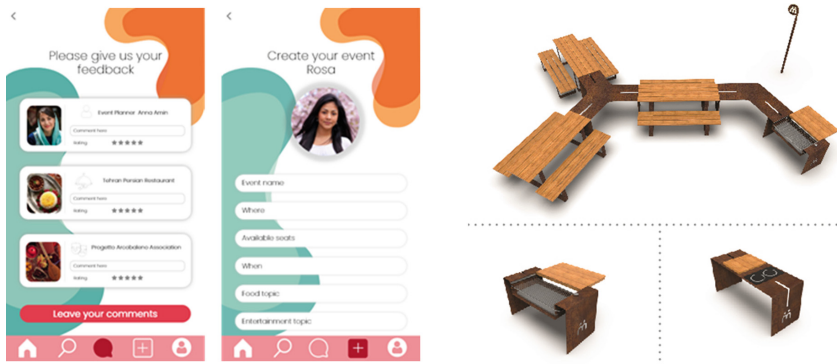 Please give us your
feedback
Event Planner Anna Amin
Comment here
Rating
Tehran Persian Restaurant
Comment here
Rating
Progetto Arcobaleno Association
Comment here
Rating
Leave your comments
Create your event
Rosa
Event name
Where
Available seats
When
Food topic
Entertainment topic